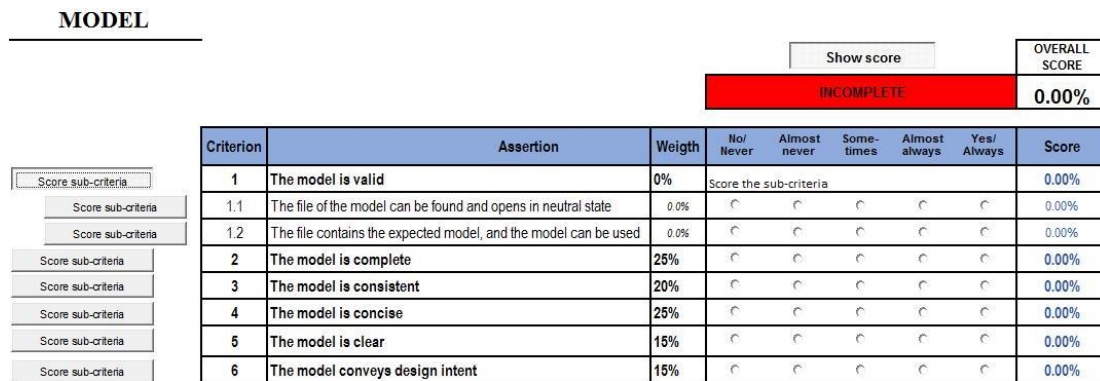 MODEL
Show score
OVERALL
SCORE
INCOMPLETE
0.00%
Criterion Assertion Weigth No/ Never Almost never Some- times Almost always Yes/ Always Score
Score sub-criteria 1 The model is valid 0% Score the sub-criteria 0.00%
Score sub-criteria 1.1 The file of the model can be found and opens in neutral state 0.0% 0.00%
Score sub-criteria 1.2 The file contains the expected model, and the model can be used 0.0% 0.00%
Score sub-criteria 2 The model is complete 25% 0.00%
Score sub-criteria 3 The model is consistent 20% 0.00%
Score sub-criteria 4 The model is concise 25% 0.00%
Score sub-criteria 5 The model is clear 15% 0.00%
Score sub-criteria 6 The model conveys design intent 15% 0.00%